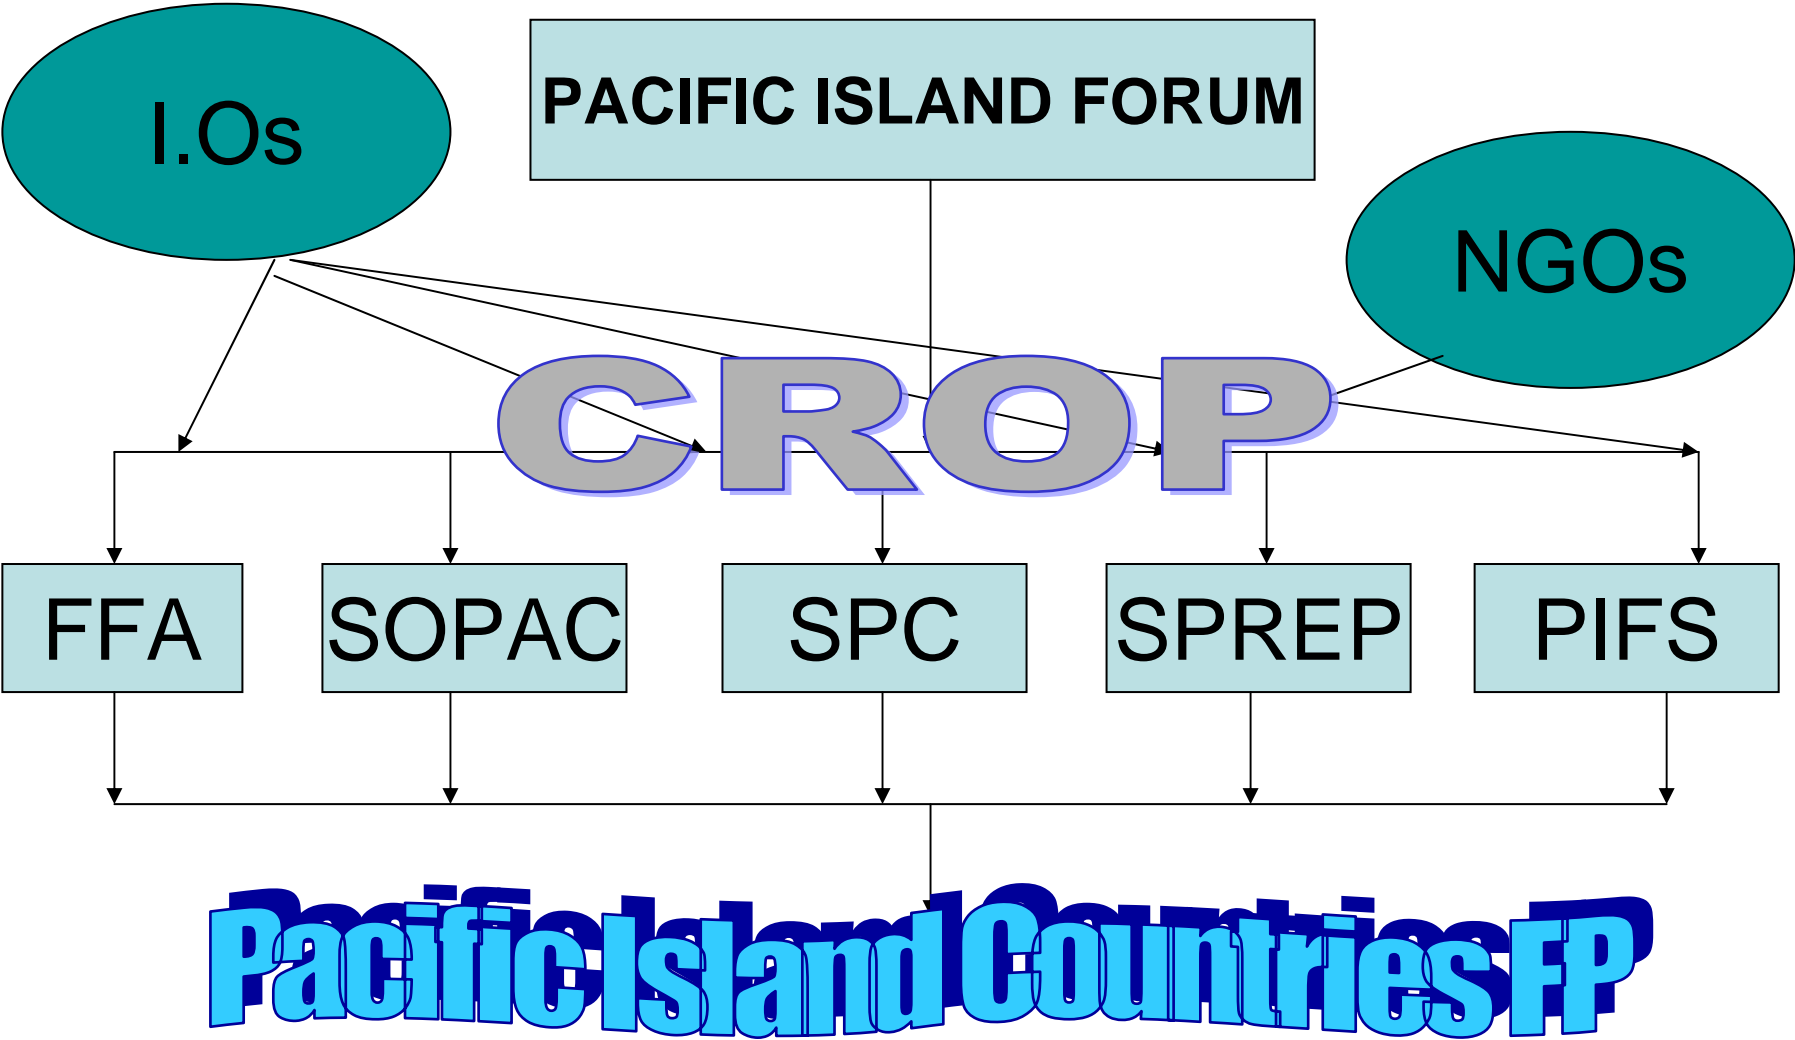 I.Os
PACIFIC ISLAND FORUM
NGOs
CROP
FFA
SOPAC
SPC
SPREP
PIFS
Pacific Island Countries FP